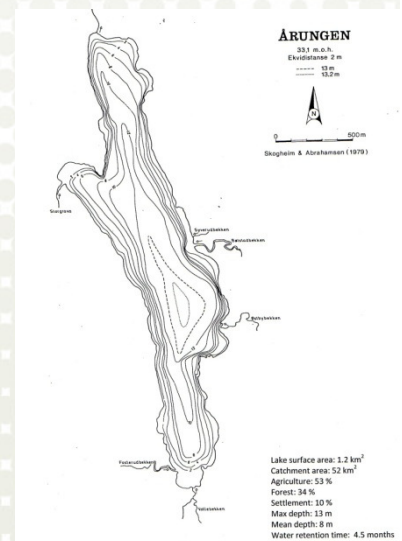 ÅRUNGEN
33,1 m.o.h.
Ekvidistanse 2 m
13 m
13,2 m
N
0 500 m
Skogheim & Abrahamsen (1979)
Storgrava
Syverudbekken
Bølstadbekken
Lake surface area: 1.2 km²
Catchment area: 52 km²
Agriculture: 53 %
Forest: 34 %
Settlement: 10 %
Max depth: 13 m
Mean depth: 8 m
Water retention time: 4.5 months